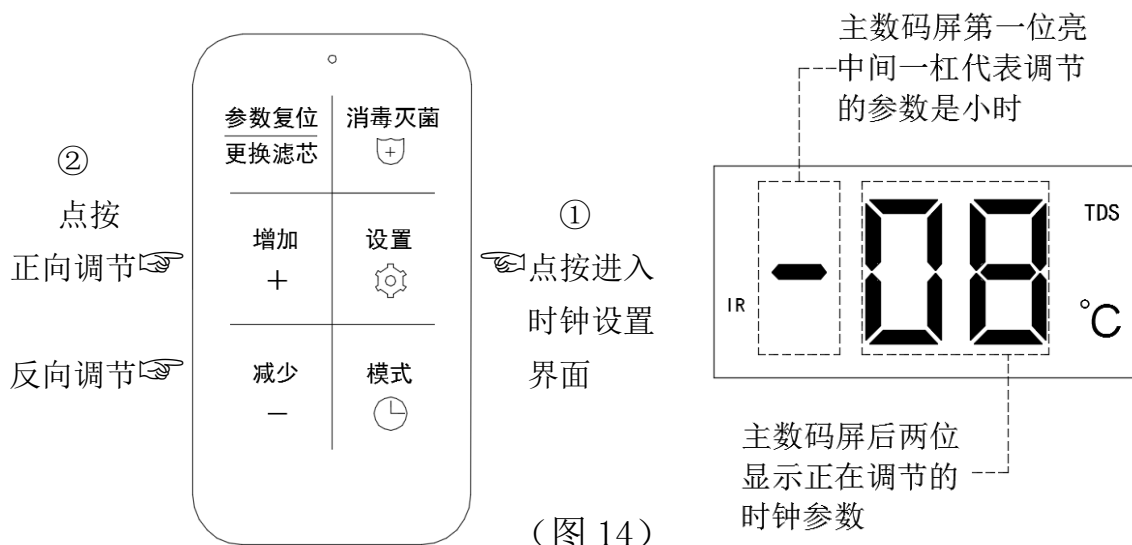 主数码屏第一位亮
中间一杠代表调节
的参数是小时
参数复位
更换滤芯
消毒灭菌
②
点按
正向调节
增加
+
设置
①
点按进入
时钟设置
界面
反向调节
减少
-
模式
TDS
IR
-08
°C
主数码屏后两位
显示正在调节的
时钟参数
（图 14）